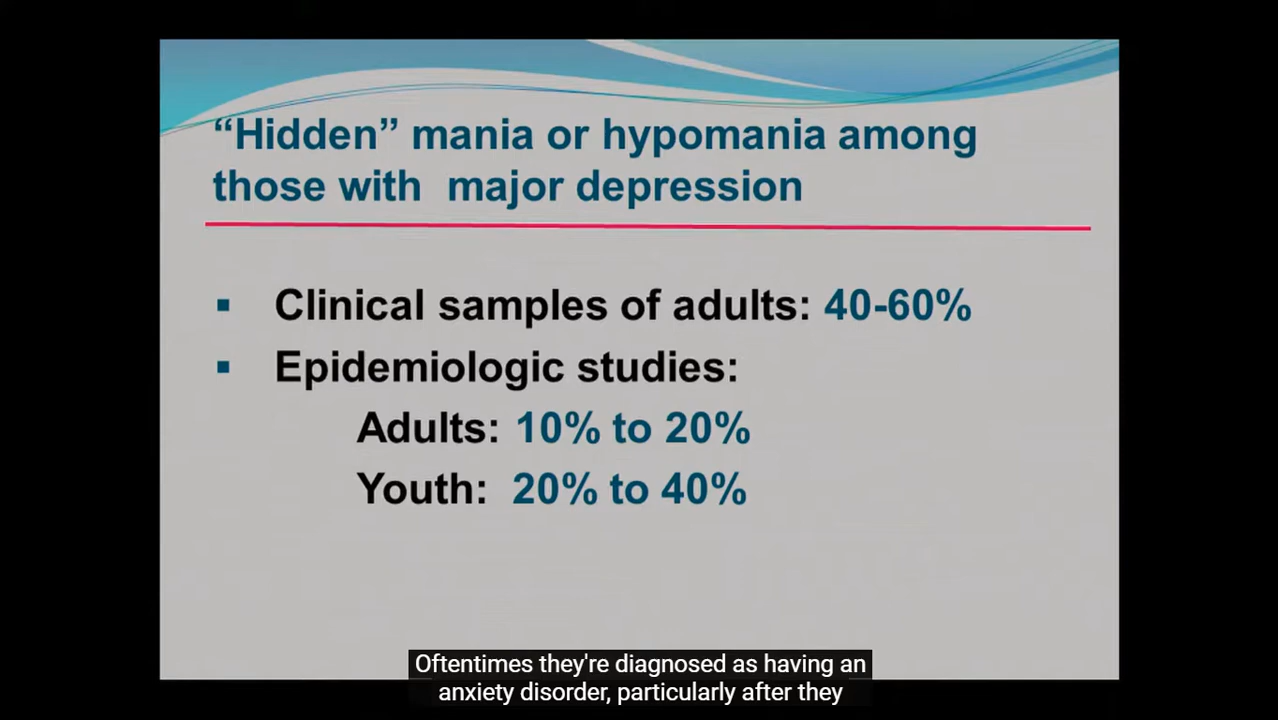 “Hidden” mania or hypomania among
those with major depression
▪ Clinical samples of adults: 40-60%
▪ Epidemiologic studies:
Adults: 10% to 20%
Youth: 20% to 40%
Oftentimes they're diagnosed as having an
anxiety disorder, particularly after they